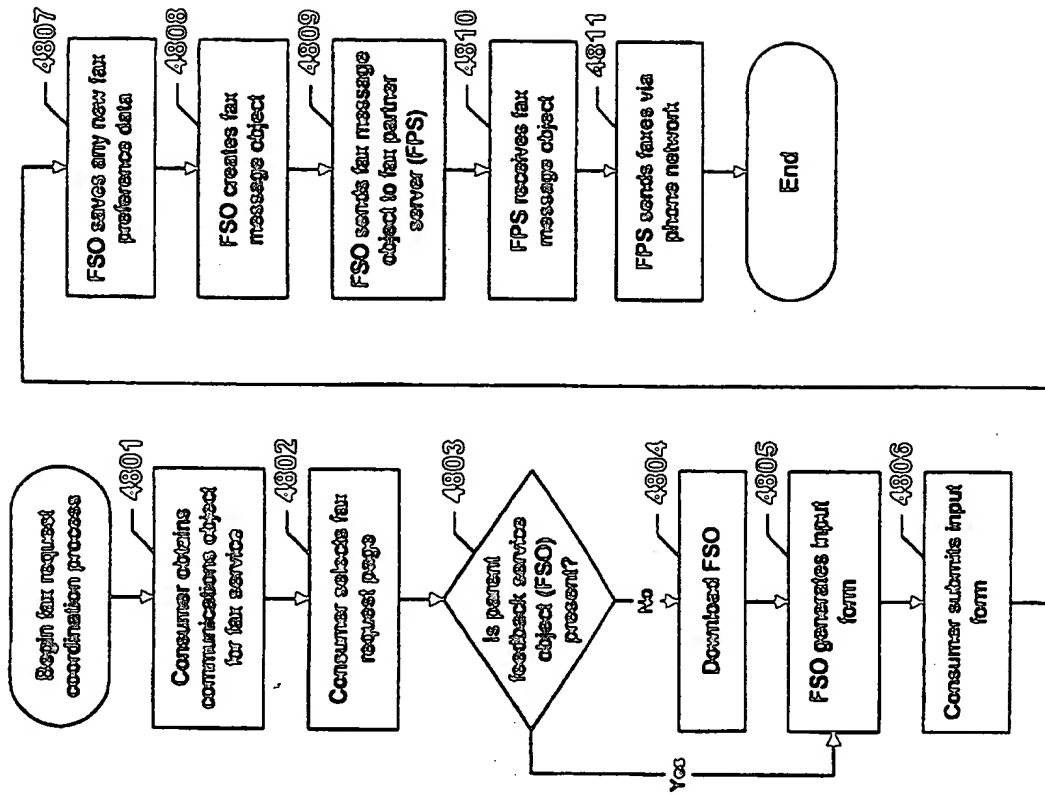 Begin fax request
coordination process
4801
Consumer obtains
communications object
for fax service
4802
Consumer selects fax
request page
4803
Is parent
feedback service
object (FSO)
present?
No
Yes
4804
Download FSO
4805
FSO generates input
form
4806
Consumer submits input
form
4807
FSO saves any new fax
preference data
4808
FSO creates fax
message object
4809
FSO sends fax message
object to fax partner
server (FPS)
4810
FPS receives fax
message object
4811
FPS sends faxes via
phone network
End